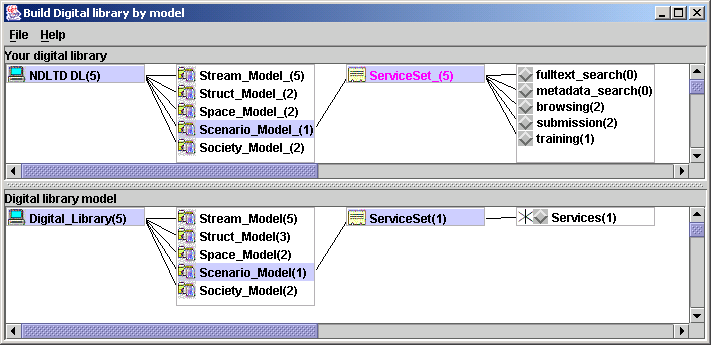 Build Digital library by model
File Help
Your digital library
NDLTD DL(5)
Stream_Model_(5)
Struct_Model_(2)
Space_Model_(2)
Scenario_Model_(1)
Society_Model_(2)
ServiceSet_(5)
fulltext_search(0)
metadata_search(0)
browsing(2)
submission(2)
training(1)
Digital library model
Digital_Library(5)
Stream_Model(5)
Struct_Model(3)
Space_Model(2)
Scenario_Model(1)
Society_Model(2)
ServiceSet(1)
Services(1)